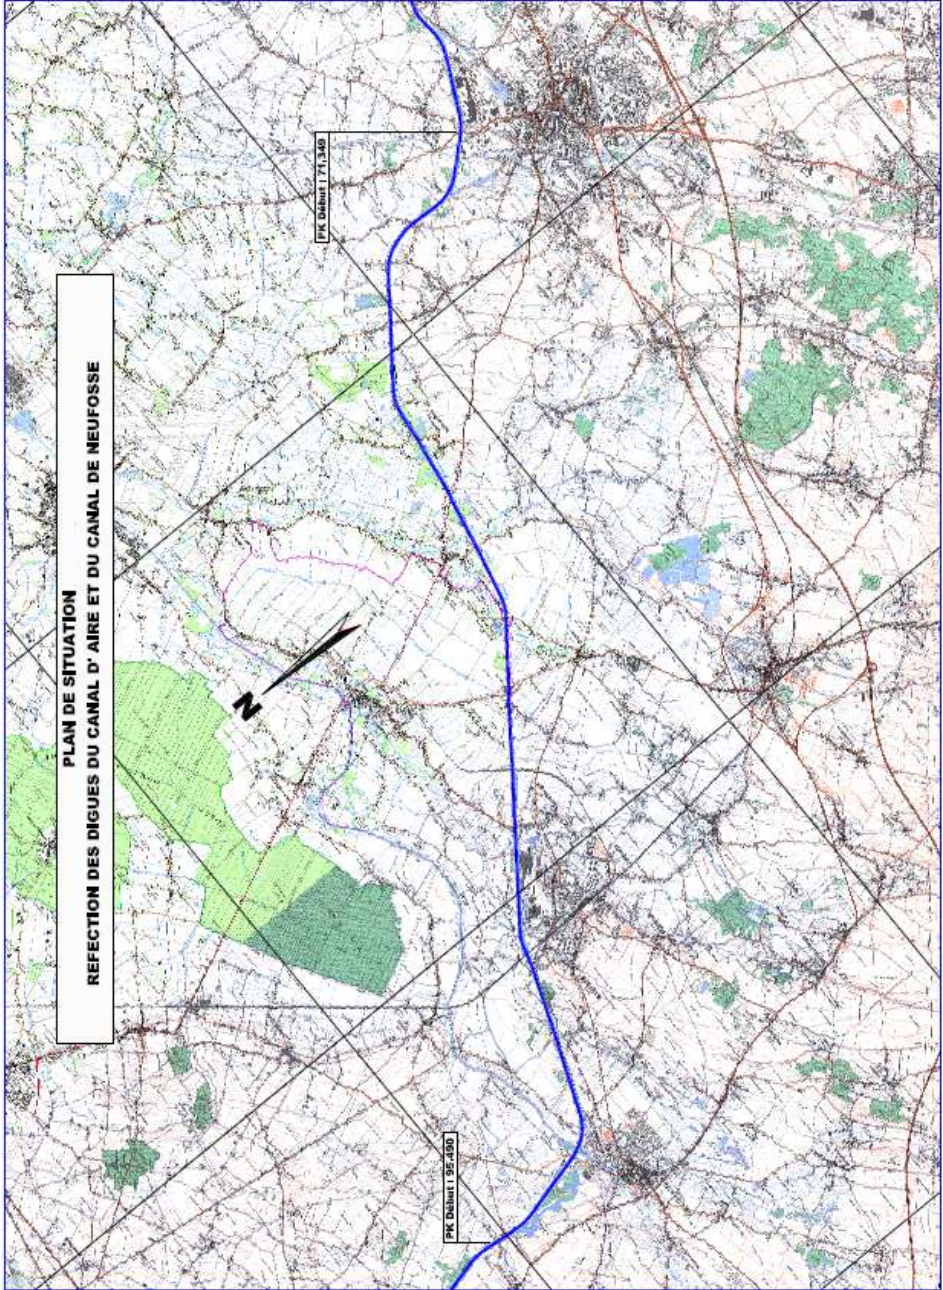 PLAN DE SITUATION
REFECTION DES DIGUES DU CANAL D' AIRE ET DU CANAL DE NEUFOSSE
PK Début : 71,349
N
PK Début : 95.490